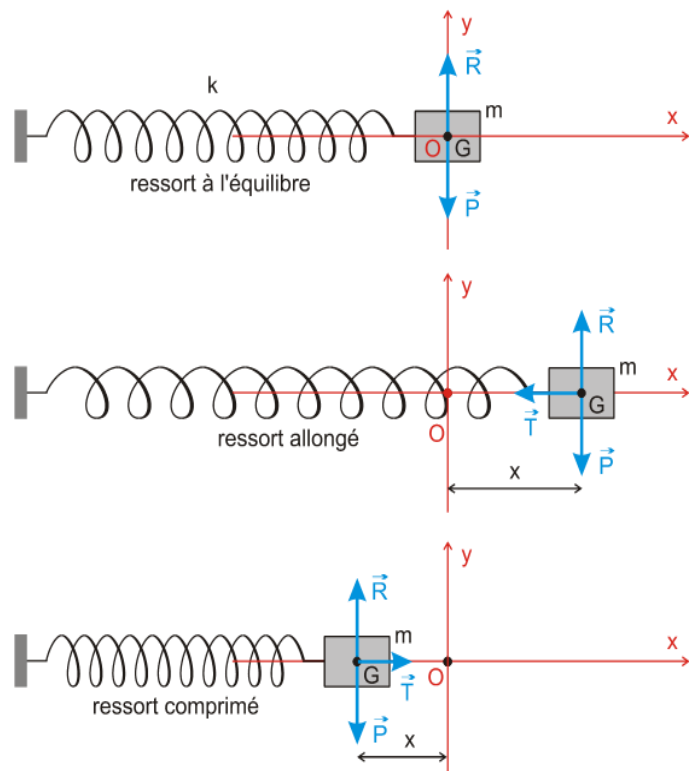 y
R⃗
k
m
x
O G
P⃗
ressort à l'équilibre
y
R⃗
m
x
G
T⃗
O
ressort allongé
P⃗
x
y
R⃗
m
x
G
T⃗
O
ressort comprimé
P⃗
x